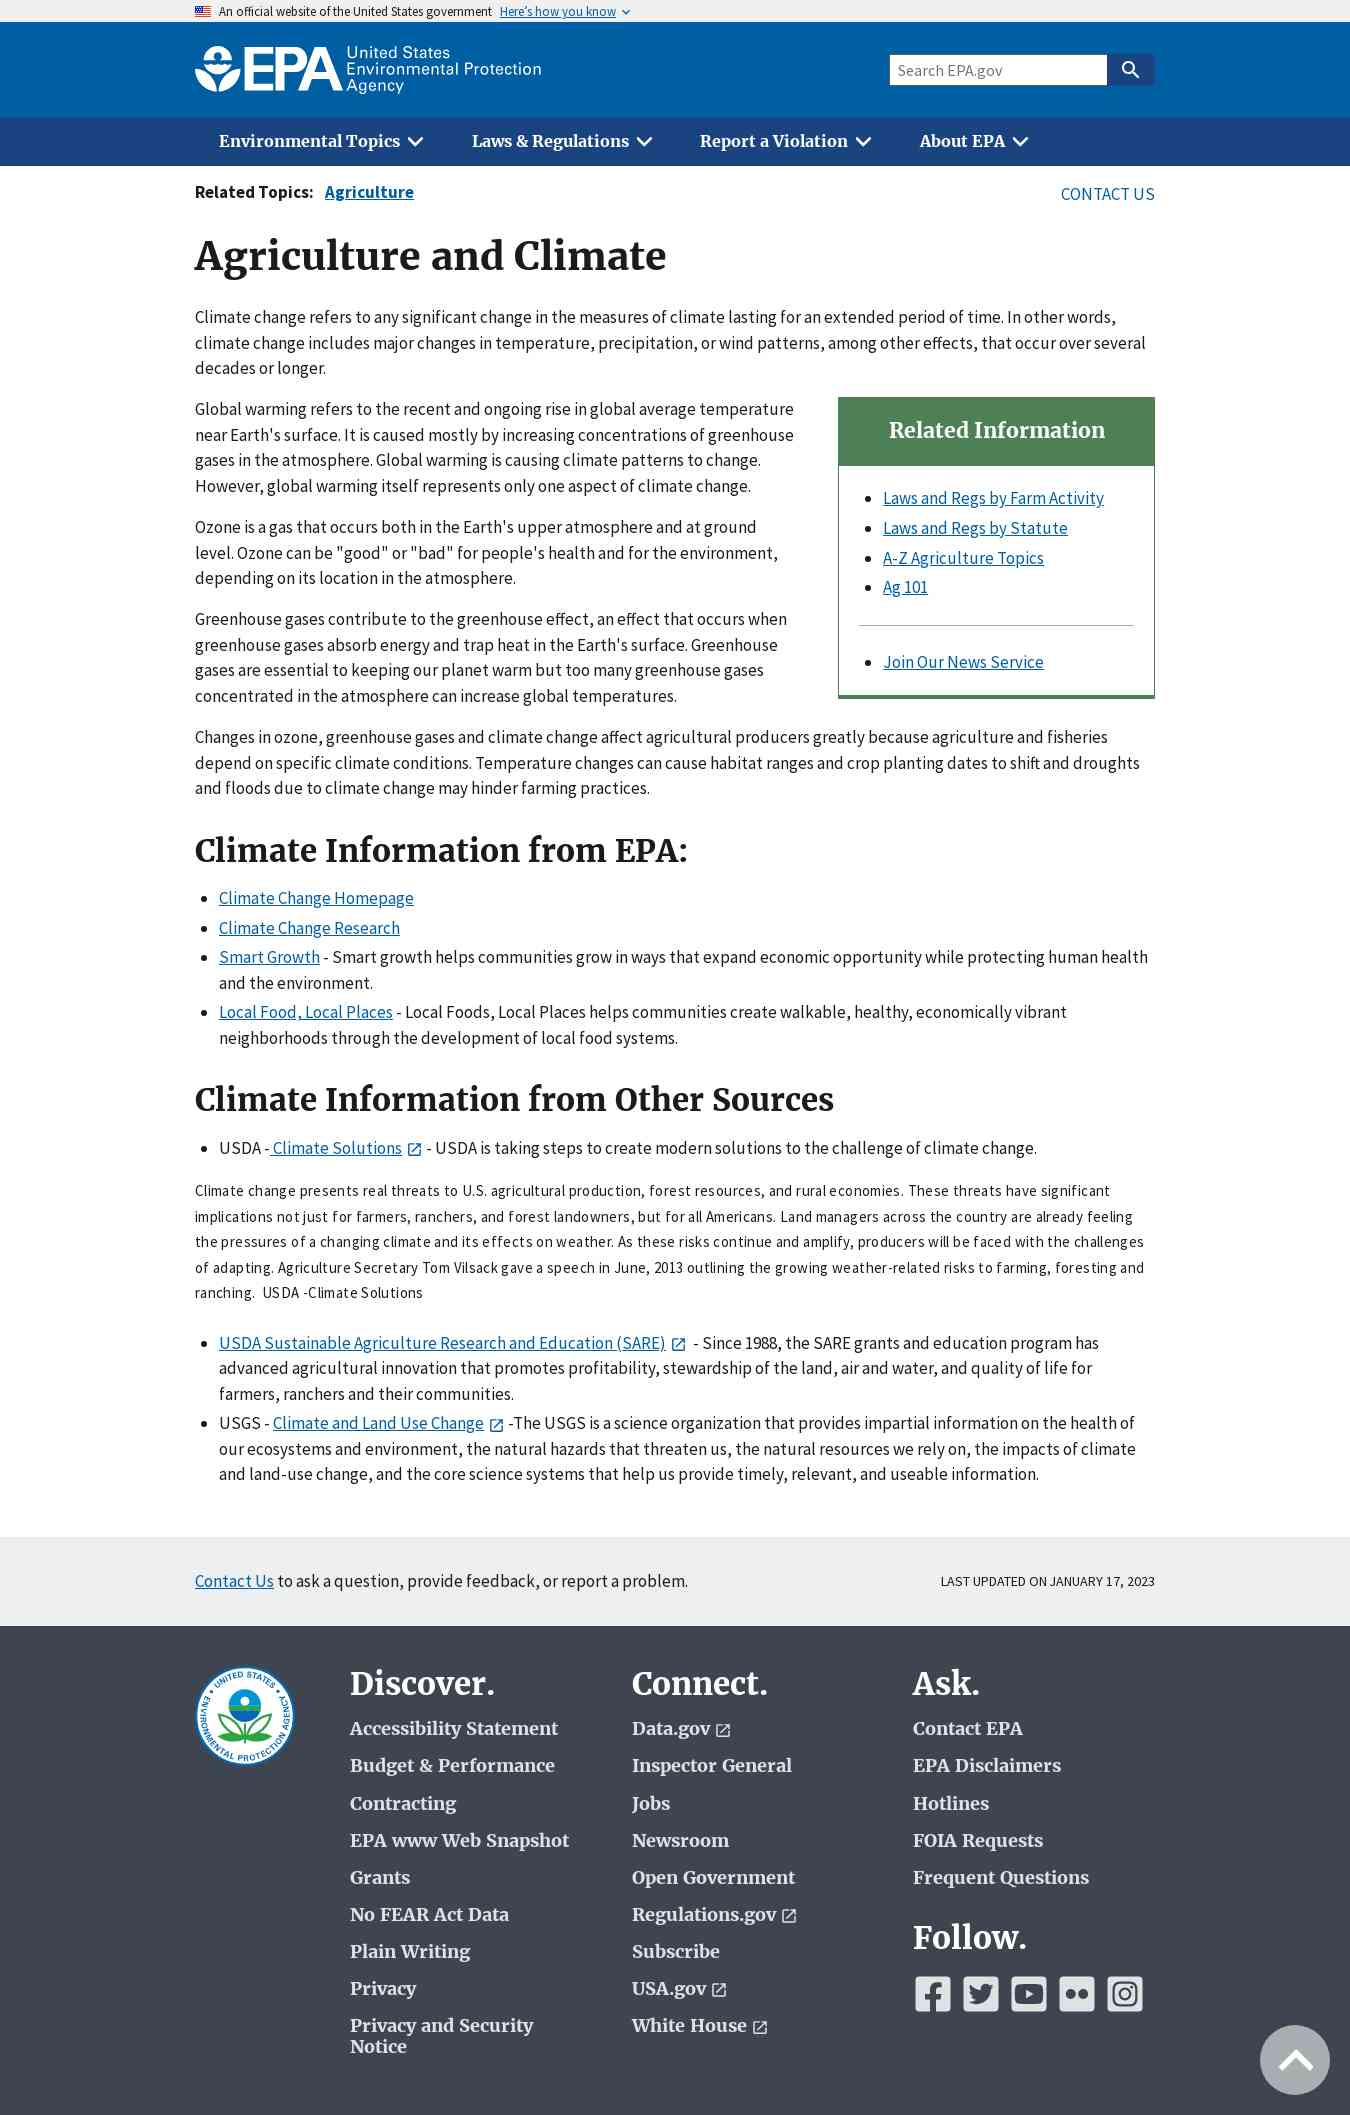 An official website of the United States government Here's how you know
EPA United States
Environmental Protection
Agency
Search EPA.gov
Environmental Topics Laws & Regulations Report a Violation About EPA
Related Topics: Agriculture
CONTACT US
Agriculture and Climate
Climate change refers to any significant change in the measures of climate lasting for an extended period of time. In other words,
climate change includes major changes in temperature, precipitation, or wind patterns, among other effects, that occur over several
decades or longer.
Global warming refers to the recent and ongoing rise in global average temperature
near Earth's surface. It is caused mostly by increasing concentrations of greenhouse
gases in the atmosphere. Global warming is causing climate patterns to change.
However, global warming itself represents only one aspect of climate change.
Ozone is a gas that occurs both in the Earth's upper atmosphere and at ground
level. Ozone can be "good" or "bad" for people's health and for the environment,
depending on its location in the atmosphere.
Greenhouse gases contribute to the greenhouse effect, an effect that occurs when
greenhouse gases absorb energy and trap heat in the Earth's surface. Greenhouse
gases are essential to keeping our planet warm but too many greenhouse gases
concentrated in the atmosphere can increase global temperatures.
Related Information
Laws and Regs by Farm Activity
Laws and Regs by Statute
A-Z Agriculture Topics
Ag 101
Join Our News Service
Changes in ozone, greenhouse gases and climate change affect agricultural producers greatly because agriculture and fisheries
depend on specific climate conditions. Temperature changes can cause habitat ranges and crop planting dates to shift and droughts
and floods due to climate change may hinder farming practices.
Climate Information from EPA:
Climate Change Homepage
Climate Change Research
Smart Growth - Smart growth helps communities grow in ways that expand economic opportunity while protecting human health
and the environment.
Local Food, Local Places - Local Foods, Local Places helps communities create walkable, healthy, economically vibrant
neighborhoods through the development of local food systems.
Climate Information from Other Sources
USDA - Climate Solutions - USDA is taking steps to create modern solutions to the challenge of climate change.
Climate change presents real threats to U.S. agricultural production, forest resources, and rural economies. These threats have significant
implications not just for farmers, ranchers, and forest landowners, but for all Americans. Land managers across the country are already feeling
the pressures of a changing climate and its effects on weather. As these risks continue and amplify, producers will be faced with the challenges
of adapting. Agriculture Secretary Tom Vilsack gave a speech in June, 2013 outlining the growing weather-related risks to farming, foresting and
ranching. USDA -Climate Solutions
USDA Sustainable Agriculture Research and Education (SARE) - Since 1988, the SARE grants and education program has
advanced agricultural innovation that promotes profitability, stewardship of the land, air and water, and quality of life for
farmers, ranchers and their communities.
USGS - Climate and Land Use Change -The USGS is a science organization that provides impartial information on the health of
our ecosystems and environment, the natural hazards that threaten us, the natural resources we rely on, the impacts of climate
and land-use change, and the core science systems that help us provide timely, relevant, and useable information.
Contact Us to ask a question, provide feedback, or report a problem.
LAST UPDATED ON JANUARY 17, 2023
UNITED STATES
ENVIRONMENTAL PROTECTION AGENCY
Discover.
Accessibility Statement
Budget & Performance
Contracting
EPA www Web Snapshot
Grants
No FEAR Act Data
Plain Writing
Privacy
Privacy and Security
Notice
Connect.
Data.gov
Inspector General
Jobs
Newsroom
Open Government
Regulations.gov
Subscribe
USA.gov
White House
Ask.
Contact EPA
EPA Disclaimers
Hotlines
FOIA Requests
Frequent Questions
Follow.